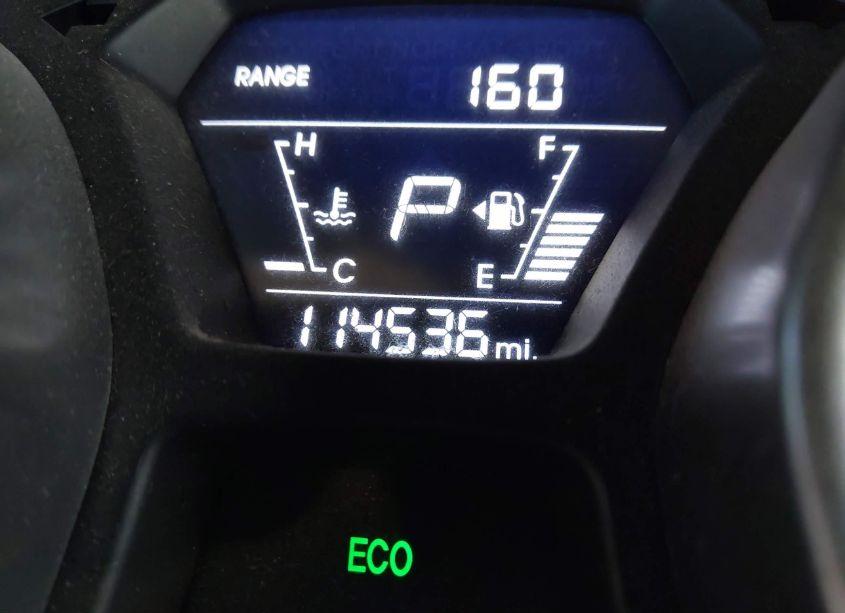 RANGE 160
H F
P
C E
114536 mi.
ECO